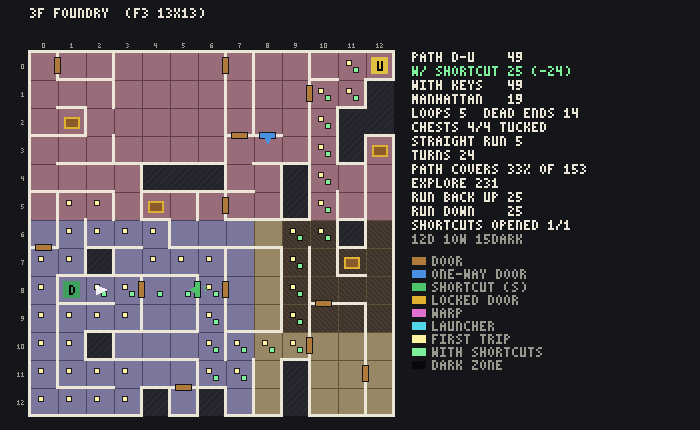 3F FOUNDRY (F3 13X13)
0 1 2 3 4 5 6 7 8 9 10 11 12
0
1
2
3
4
5
6
7
8
9
10
11
12
U
D
PATH D-U 49
W/ SHORTCUT 25 (-24)
WITH KEYS 49
MANHATTAN 19
LOOPS 5 DEAD ENDS 14
CHESTS 4/4 TUCKED
STRAIGHT RUN 5
TURNS 24
PATH COVERS 33% OF 153
EXPLORE 231
RUN BACK UP 25
RUN DOWN 25
SHORTCUTS OPENED 1/1
12D 10W 15DARK
DOOR
ONE-WAY DOOR
SHORTCUT (S)
LOCKED DOOR
WARP
LAUNCHER
FIRST TRIP
WITH SHORTCUTS
DARK ZONE